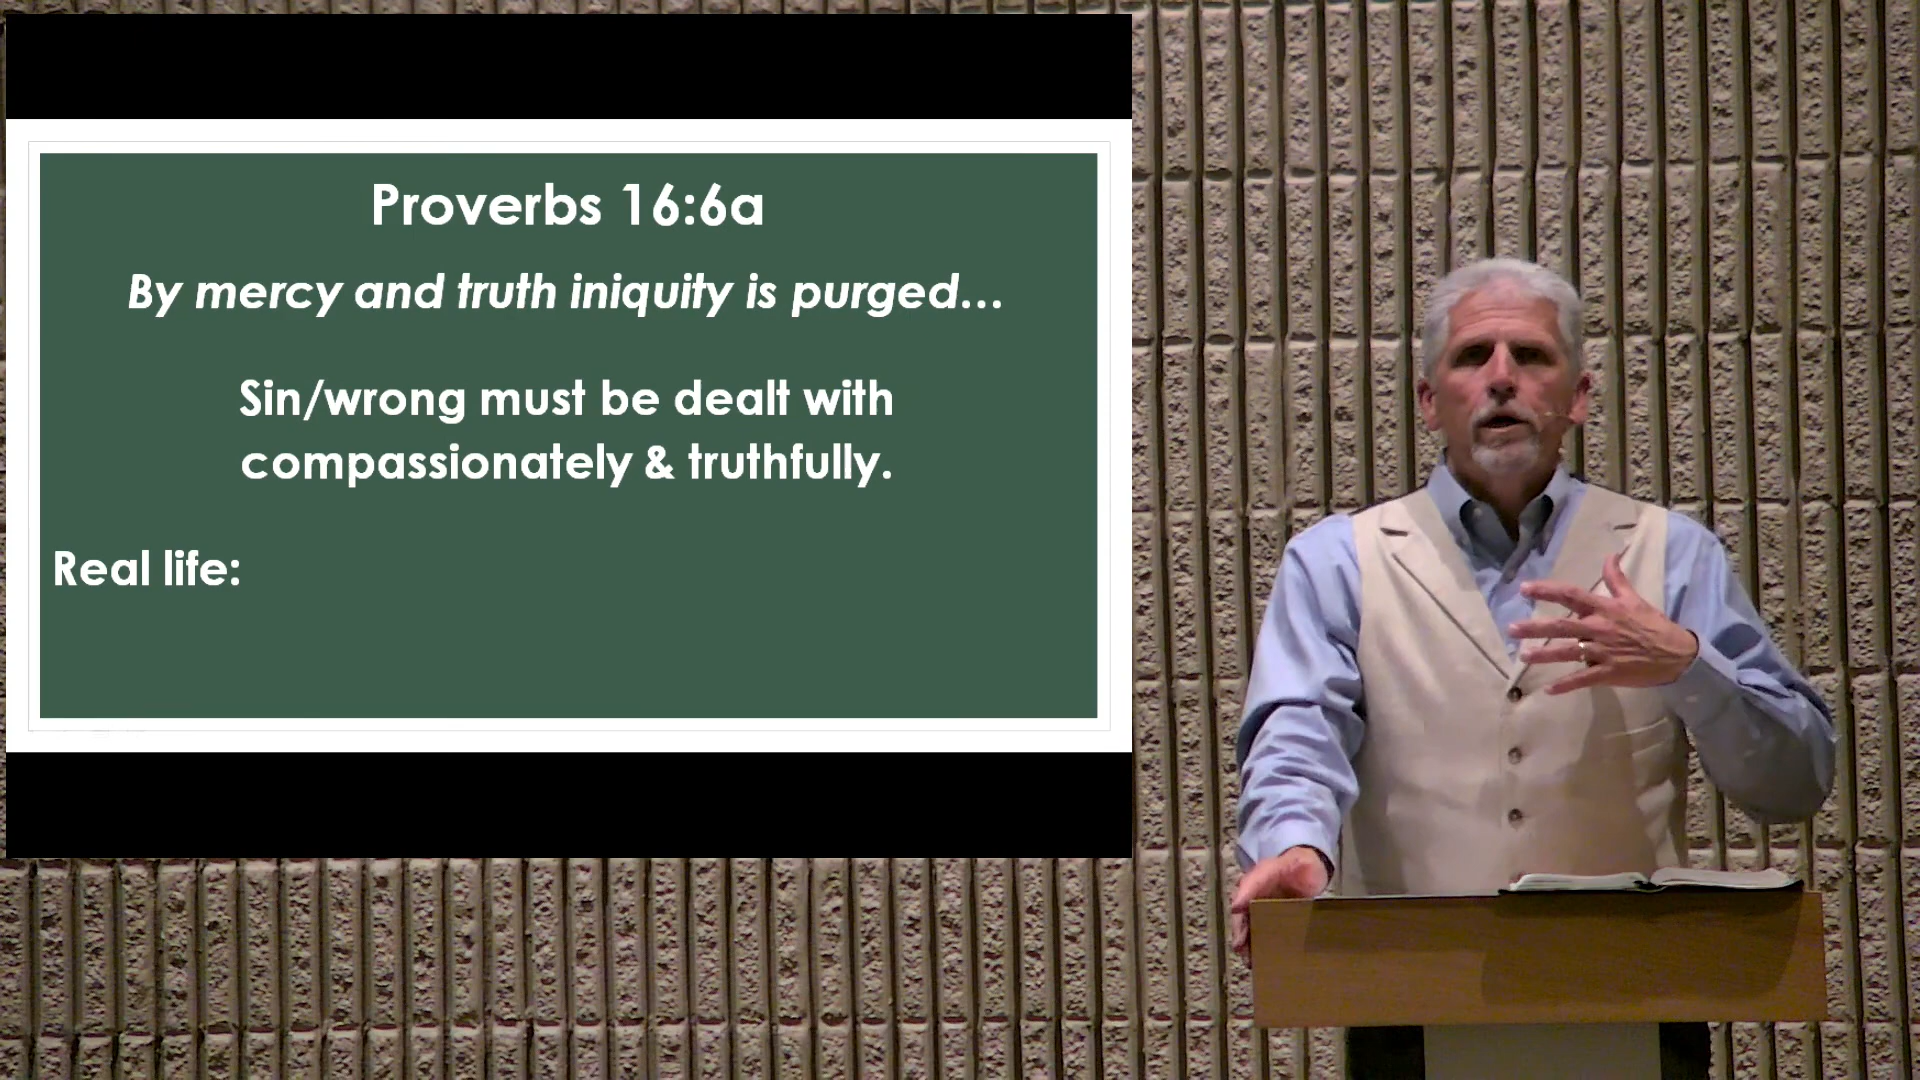 Proverbs 16:6a
By mercy and truth iniquity is purged…
Sin/wrong must be dealt with
compassionately & truthfully.
Real life: